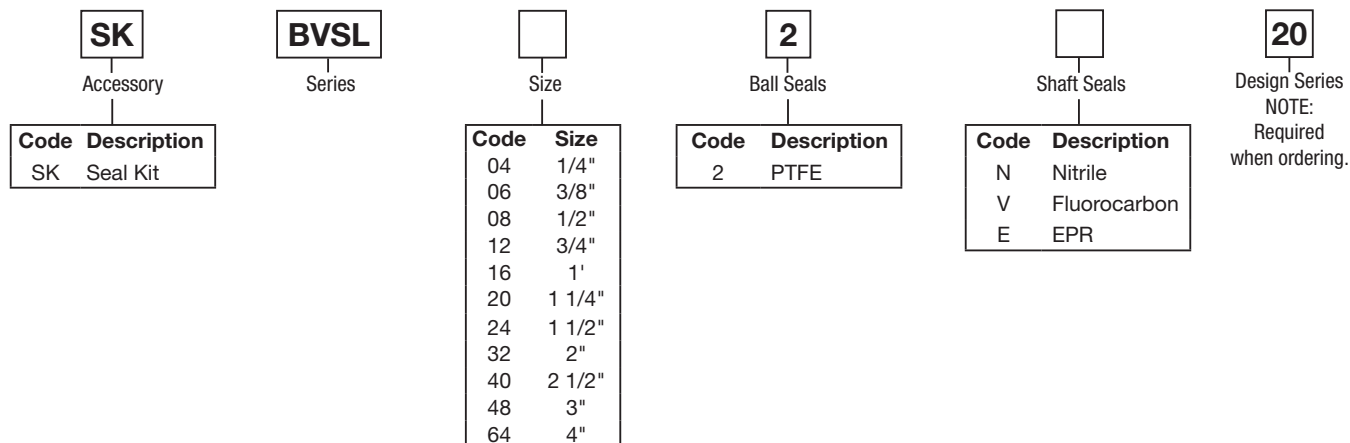 SK BVSL 2 20
Accessory Series Size Ball Seals Shaft Seals Design Series
NOTE:
Required
when ordering.
Code Description
SK Seal Kit
Code Size
04 1/4"
06 3/8"
08 1/2"
12 3/4"
16 1'
20 1 1/4"
24 1 1/2"
32 2"
40 2 1/2"
48 3"
64 4"
Code Description
2 PTFE
Code Description
N Nitrile
V Fluorocarbon
E EPR